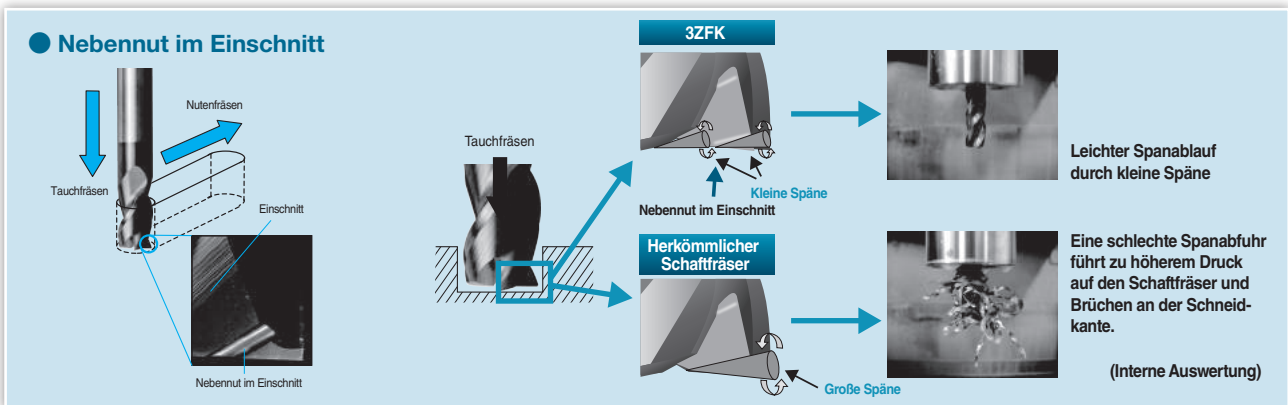 Nebennut im Einschnitt
Nutenfräsen
Tauchfräsen
Einschnitt
Nebennut im Einschnitt
Tauchfräsen
3ZFK
Kleine Späne
Nebennut im Einschnitt
Leichter Spanablauf
durch kleine Späne
Herkömmlicher
Schaftfräser
Große Späne
Eine schlechte Spanabfuhr
führt zu höherem Druck
auf den Schaftfräser und
Brüchen an der Schneid-
kante.
(Interne Auswertung)